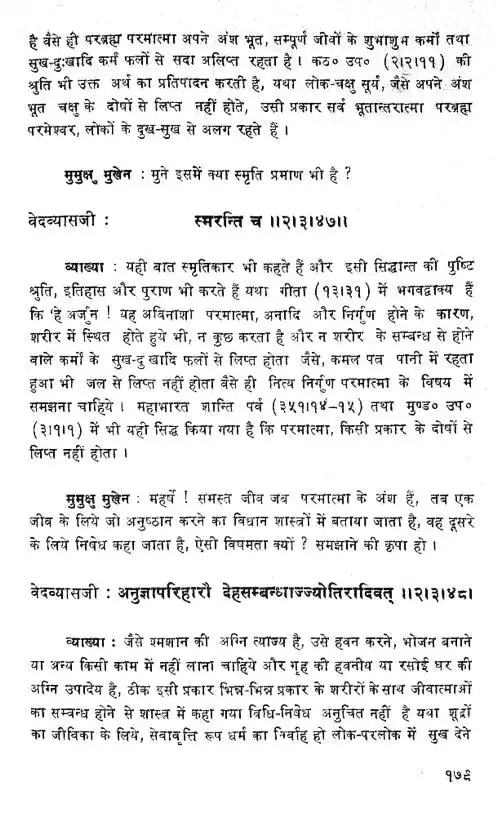 है वैसे ही परब्रह्म परमात्मा अपने अंश भूत, सम्पूर्ण जीवों के शुभाशुभ कर्मों तथा
सुख-दुःखादि कर्म फलों से सदा अलिप्त रहता है । कठ० उप० (२।२।११) की
श्रुति भी उक्त अर्थ का प्रतिपादन करती है, यथा लोक-चक्षु सूर्य, जैसे अपने अंश
भूत चक्षु के दोषों से लिप्त नहीं होते, उसी प्रकार सर्व भूतान्तरात्मा परब्रह्म
परमेश्वर, लोकों के दुख-सुख से अलग रहते हैं ।
मुमुक्षु मुखेन : मुने इसमें क्या स्मृति प्रमाण भी है ?
वेदव्यासजी : स्मरन्ति च ।।२।३।४७।।
व्याख्या : यही बात स्मृतिकार भी कहते हैं और इसी सिद्धान्त की पुष्टि
श्रुति, इतिहास और पुराण भी करते हैं यथा गीता (१३।३१) में भगवद्वाक्य हैं
कि 'हे अर्जुन ! यह अविनाशा परमात्मा, अनादि और निर्गुण होने के कारण,
शरीर में स्थित होते हुये भी, न कुछ करता है और न शरीर के सम्बन्ध से होने
वाले कर्मों के सुख-दु खादि फलों से लिप्त होता जैसे, कमल पत्र पानी में रहता
हुआ भी जल से लिप्त नहीं होता वैसे ही नित्य निर्गुण परमात्मा के विषय में
समझना चाहिये । महाभारत शान्ति पर्व (३५१।१४-१५) तथा मुण्ड० उप०
(३।१।१) में भी यही सिद्ध किया गया है कि परमात्मा, किसी प्रकार के दोषों से
लिप्त नहीं होता ।
मुमुक्षु मुखेन : महर्षे ! समस्त जीव जब परमात्मा के अंश हैं, तब एक
जीव के लिये जो अनुष्ठान करने का विधान शास्त्रों में बताया जाता है, वह दूसरे
के लिये निषेध कहा जाता है, ऐसी विषमता क्यों ? समझाने की कृपा हो ।
वेदव्यासजी : अनुज्ञापरिहारौ देहसम्बन्धाज्ज्योतिरादिवत् ।।२।३।४८।
व्याख्या : जैसे श्मशान की अग्नि त्याज्य है, उसे हवन करने, भोजन बनाने
या अन्य किसी काम में नहीं लाना चाहिये और गृह की हवनीय या रसोई घर की
अग्नि उपादेय है, ठीक इसी प्रकार भिन्न-भिन्न प्रकार के शरीरों के साथ जीवात्माओं
का सम्बन्ध होने से शास्त्र में कहा गया विधि-निषेध अनुचित नहीं है यथा शूद्रों
का जीविका के लिये, सेवावृत्ति रूप धर्म का निर्वाह हो लोक-परलोक में सुख देने
१७९